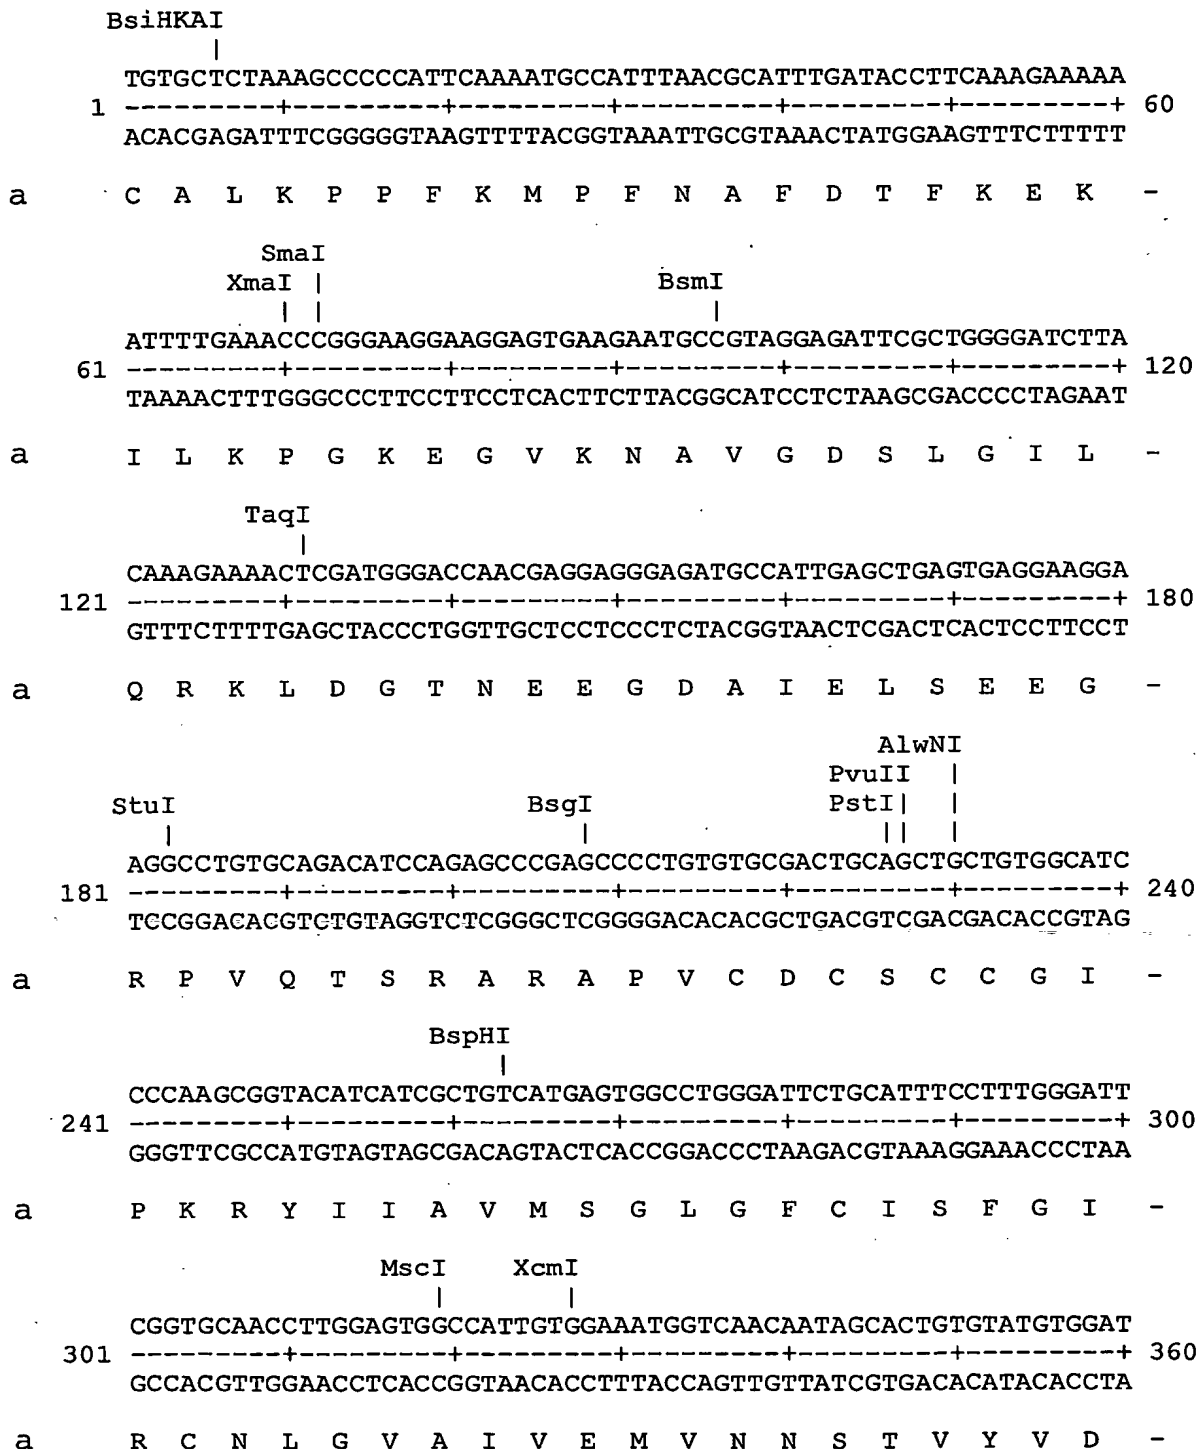 BsiHKAI
|
TGTGCTCTAAAGCCCCCATTCAAAATGCCATTTAACGCATTTGATACCTTCAAAGAAAAA
1 ---------+---------+---------+---------+---------+---------+ 60
ACACGAGATTTCGGGGGTAAGTTTTACGGTAAATTGCGTAAACTATGGAAGTTTCTTTTT
a C A L K P P F K M P F N A F D T F K E K -
SmaI
XmaI | BsmI
| | |
ATTTTGAAACCCGGGAAGGAAGGAGTGAAGAATGCCGTAGGAGATTCGCTGGGGATCTTA
61 ---------+---------+---------+---------+---------+---------+ 120
TAAAACTTTGGGCCCTTCCTTCCTCACTTCTTACGGCATCCTCTAAGCGACCCCTAGAAT
a I L K P G K E G V K N A V G D S L G I L -
TaqI
|
CAAAGAAAACTCGATGGGACCAACGAGGAGGGAGATGCCATTGAGCTGAGTGAGGAAGGA
121 ---------+---------+---------+---------+---------+---------+ 180
GTTTCTTTTGAGCTACCCTGGTTGCTCCTCCCTCTACGGTAACTCGACTCACTCCTTCCT
a Q R K L D G T N E E G D A I E L S E E G -
AlwNI
PvuII |
StuI BsgI PstI| |
| | || |
AGGCCTGTGCAGACATCCAGAGCCCGAGCCCCTGTGTGCGACTGCAGCTGCTGTGGCATC
181 ---------+---------+---------+---------+---------+---------+ 240
TCCGGACACGTCTGTAGGTCTCGGGCTCGGGGACACACGCTGACGTCGACGACACCGTAG
a R P V Q T S R A R A P V C D C S C C G I -
BspHI
|
CCCAAGCGGTACATCATCGCTGTCATGAGTGGCCTGGGATTCTGCATTTCCTTTGGGATT
241 ---------+---------+---------+---------+---------+---------+ 300
GGGTTCGCCATGTAGTAGCGACAGTACTCACCGGACCCTAAGACGTAAAGGAAACCCTAA
a P K R Y I I A V M S G L G F C I S F G I -
MscI XcmI
| |
CGGTGCAACCTTGGAGTGGCCATTGTGGAAATGGTCAACAATAGCACTGTGTATGTGGAT
301 ---------+---------+---------+---------+---------+---------+ 360
GCCACGTTGGAACCTCACCGGTAACACCTTTACCAGTTGTTATCGTGACACATACACCTA
a R C N L G V A I V E M V N N S T V Y V D -